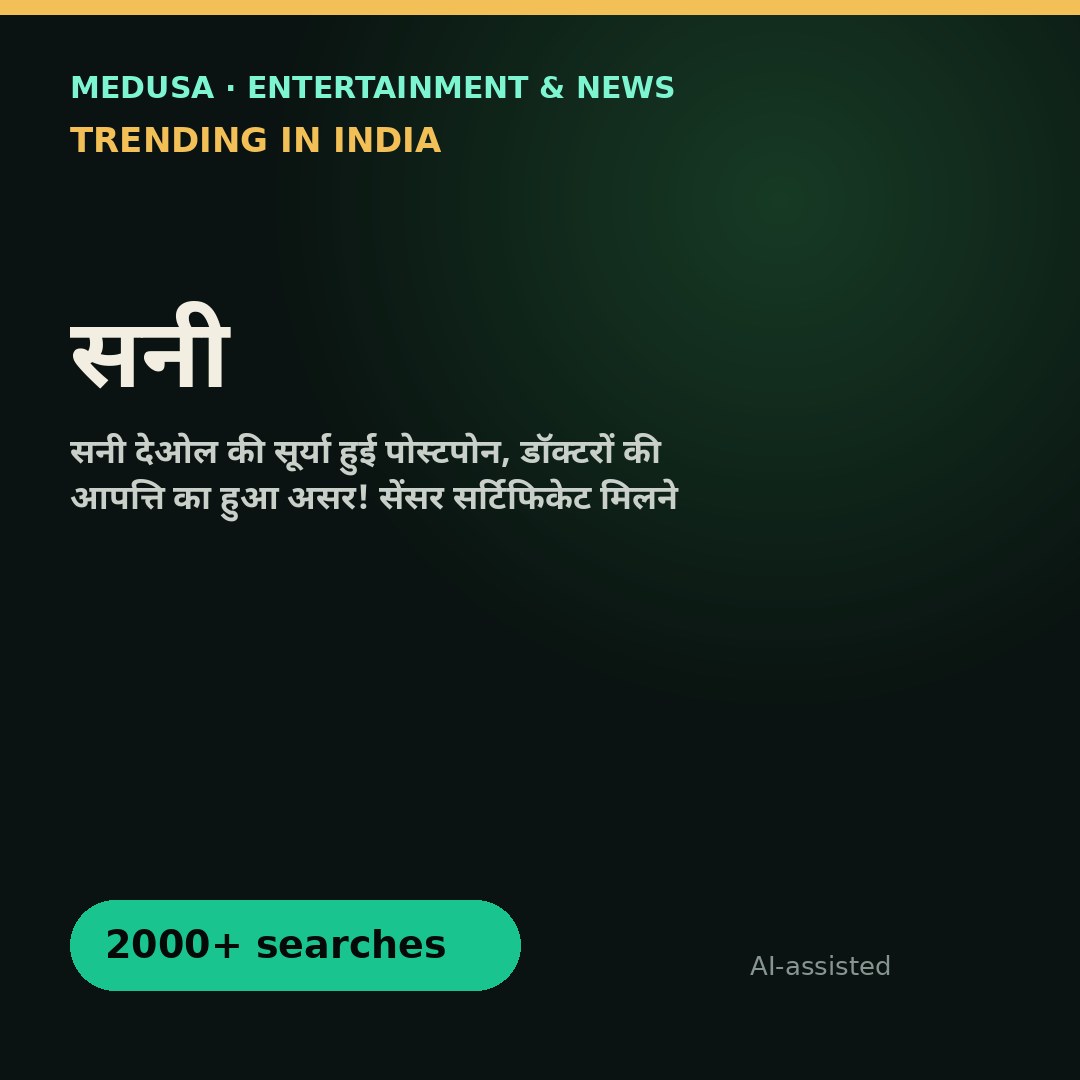 MEDUSA · ENTERTAINMENT & NEWS
TRENDING IN INDIA
सनी
सनी देओल की सूर्या हुई पोस्टपोन, डॉक्टरों की
आपत्ति का हुआ असर! सेंसर सर्टिफिकेट मिलने
2000+ searches
AI-assisted